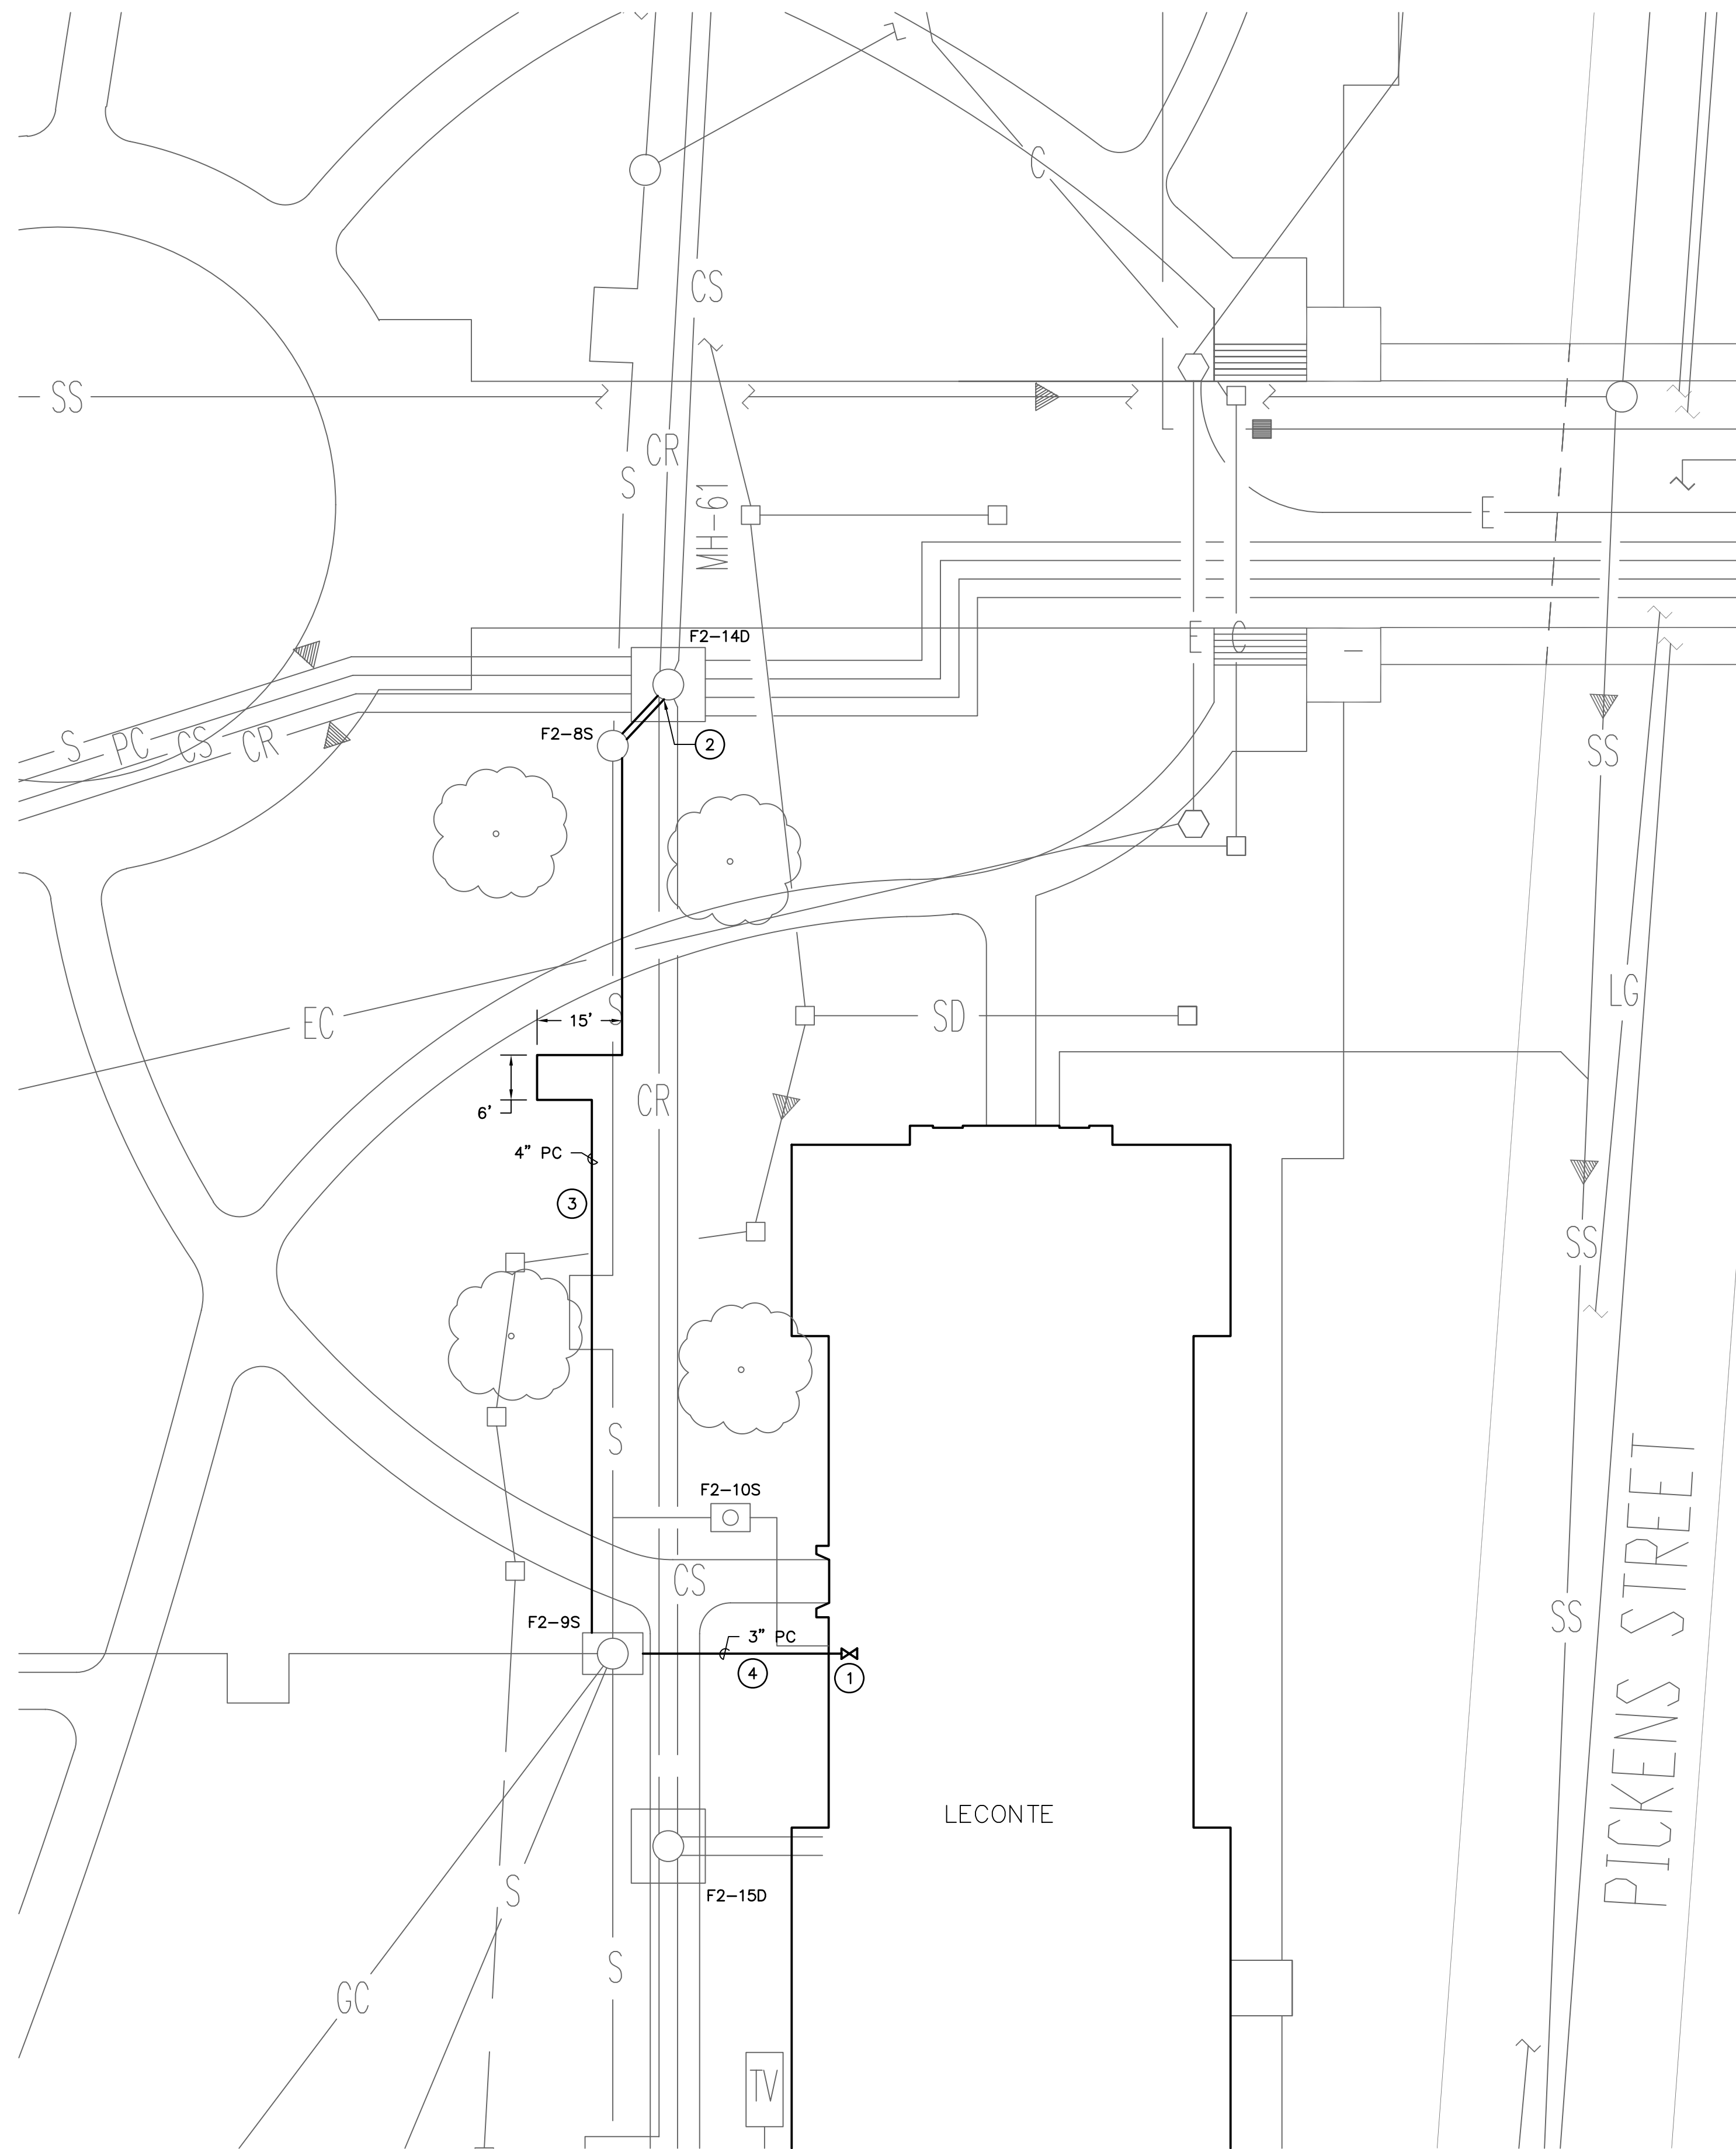 C
CS
SS
CR
S
MH-61
E
F2-14D
E C
F2-8S
S PC CS CR
2
SS
LG
S
15'
EC
SD
6'
CR
4" PC
3
SS
S
F2-10S
CS
SS
F2-9S
3" PC
4
1
PICKENS STREET
LECONTE
F2-15D
S
S
GC
TV